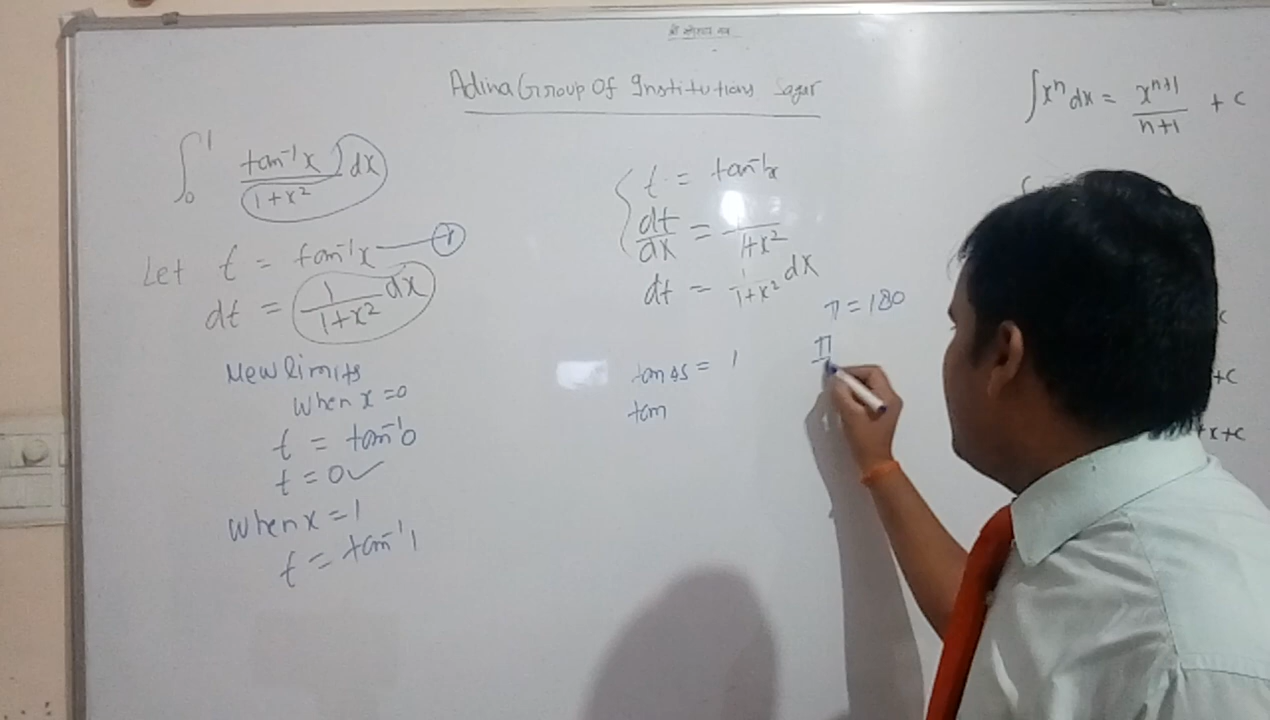 Adina Group Of Institutions Sagar
∫₀¹ tan⁻¹x / 1+x² dx
Let t = tan⁻¹x
dt = 1/1+x² dx
New limits
when x = 0
t = tan⁻¹0
t = 0 ✓
when x = 1
t = tan⁻¹1
t = tan⁻¹x
dt/dx = 1/1+x²
dt = 1/1+x² dx
π = 180
π
tan 45 = 1
tan
∫xⁿ dx = xⁿ⁺¹/n+1 + c
+c
+x+c